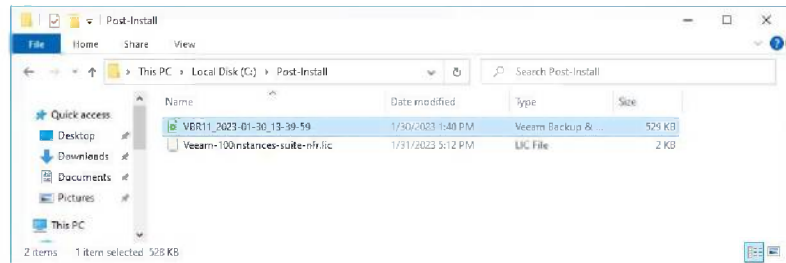 Post-Install
File Home Share View
This PC > Local Disk (C:) > Post-Install Search Post-Install
Name Date modified Type Size
Quick access
Desktop
Downloads
Documents
Pictures
This PC
VBR11_2023-01-30_13-39-59 1/30/2023 1:40 PM Veeam Backup & ... 529 KB
Veeam-100instances-suite-nfr.lic 1/31/2023 5:12 PM LIC File 2 KB
2 items 1 item selected 528 KB